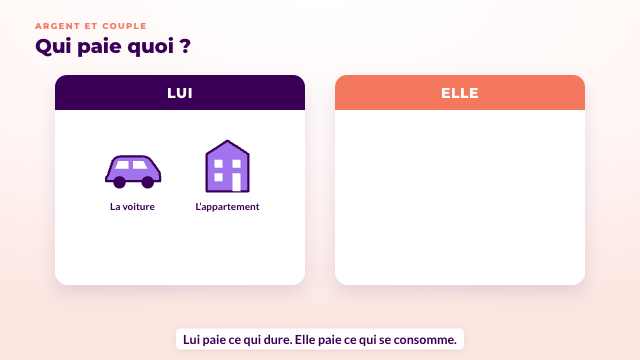 ARGENT ET COUPLE
Qui paie quoi ?
LUI
ELLE
La voiture
L'appartement
Lui paie ce qui dure. Elle paie ce qui se consomme.